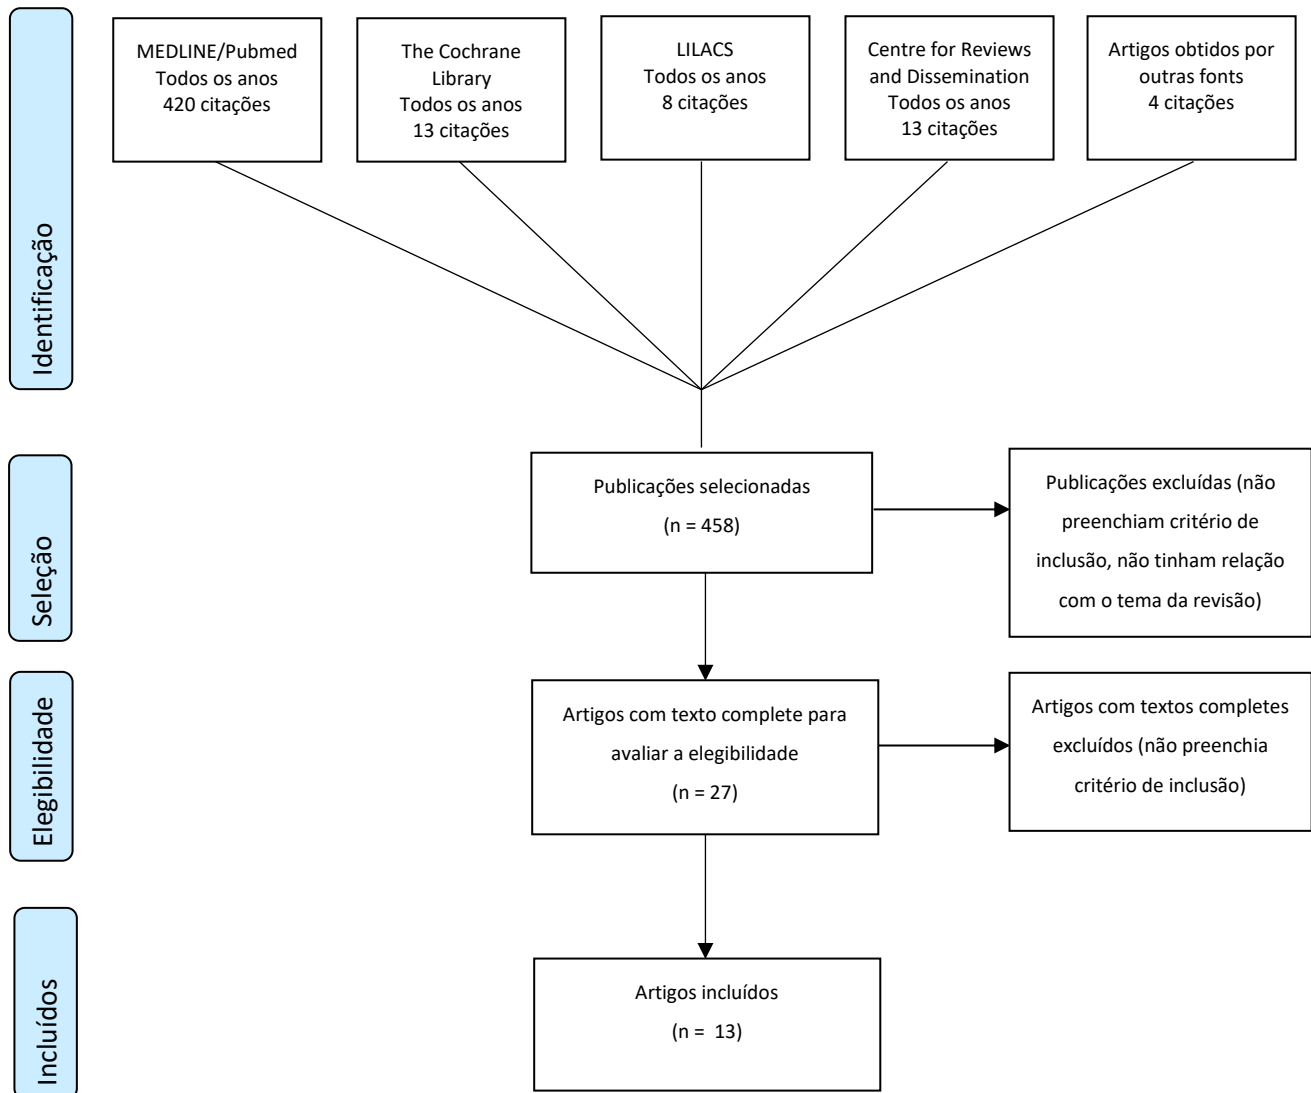 Identificação
MEDLINE/Pubmed
Todos os anos
420 citações
The Cochrane
Library
Todos os anos
13 citações
LILACS
Todos os anos
8 citações
Centre for Reviews
and Dissemination
Todos os anos
13 citações
Artigos obtidos por
outras fonts
4 citações
Seleção
Publicações selecionadas
(n = 458)
Publicações excluídas (não
preenchiam critério de
inclusão, não tinham relação
com o tema da revisão)
Elegibilidade
Artigos com texto complete para
avaliar a elegibilidade
(n = 27)
Artigos com textos completes
excluídos (não preenchia
critério de inclusão)
Incluídos
Artigos incluídos
(n = 13)